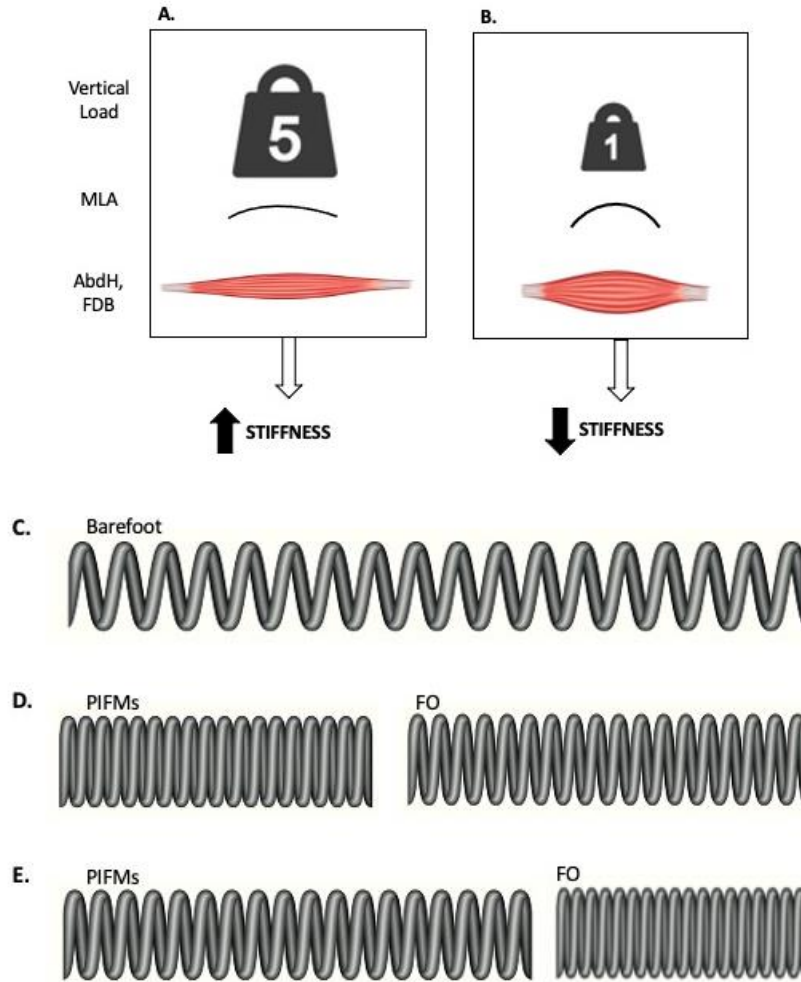 A.
B.
Vertical
Load
5
1
MLA
AbdH,
FDB
STIFFNESS
STIFFNESS
C.
Barefoot
D.
PIFMs
FO
E.
PIFMs
FO